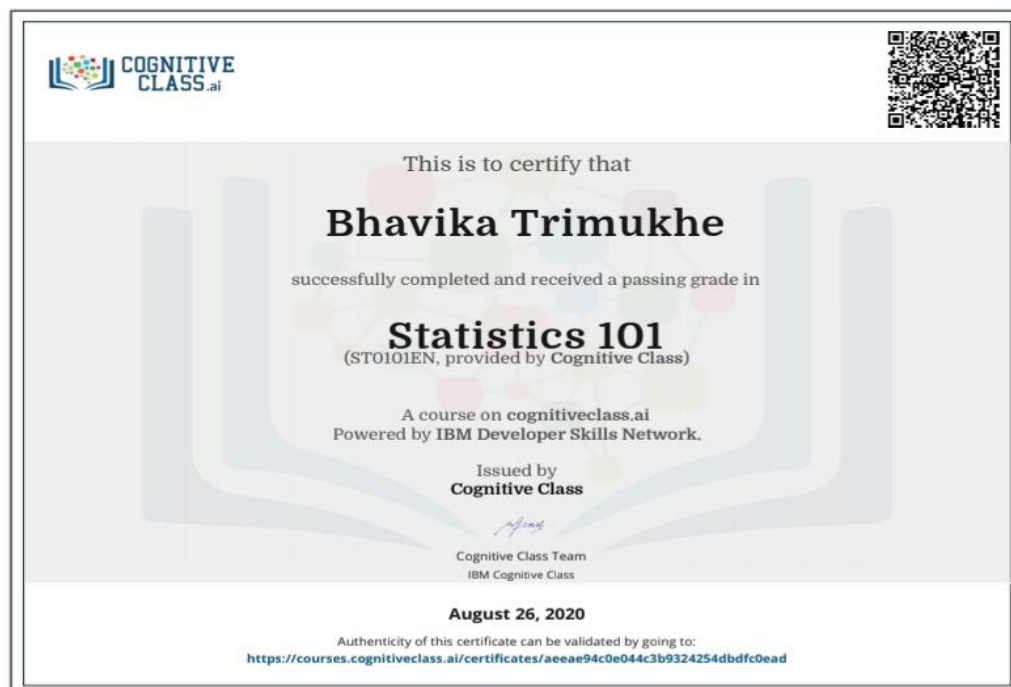 COGNITIVE
CLASS.ai
This is to certify that
Bhavika Trimukhe
successfully completed and received a passing grade in
Statistics 101
(ST0101EN, provided by Cognitive Class)
A course on cognitiveclass.ai
Powered by IBM Developer Skills Network.
Issued by
Cognitive Class
Cognitive Class Team
IBM Cognitive Class
August 26, 2020
Authenticity of this certificate can be validated by going to:
https://courses.cognitiveclass.ai/certificates/aeeae94c0e044c3b9324254dbdfc0ead